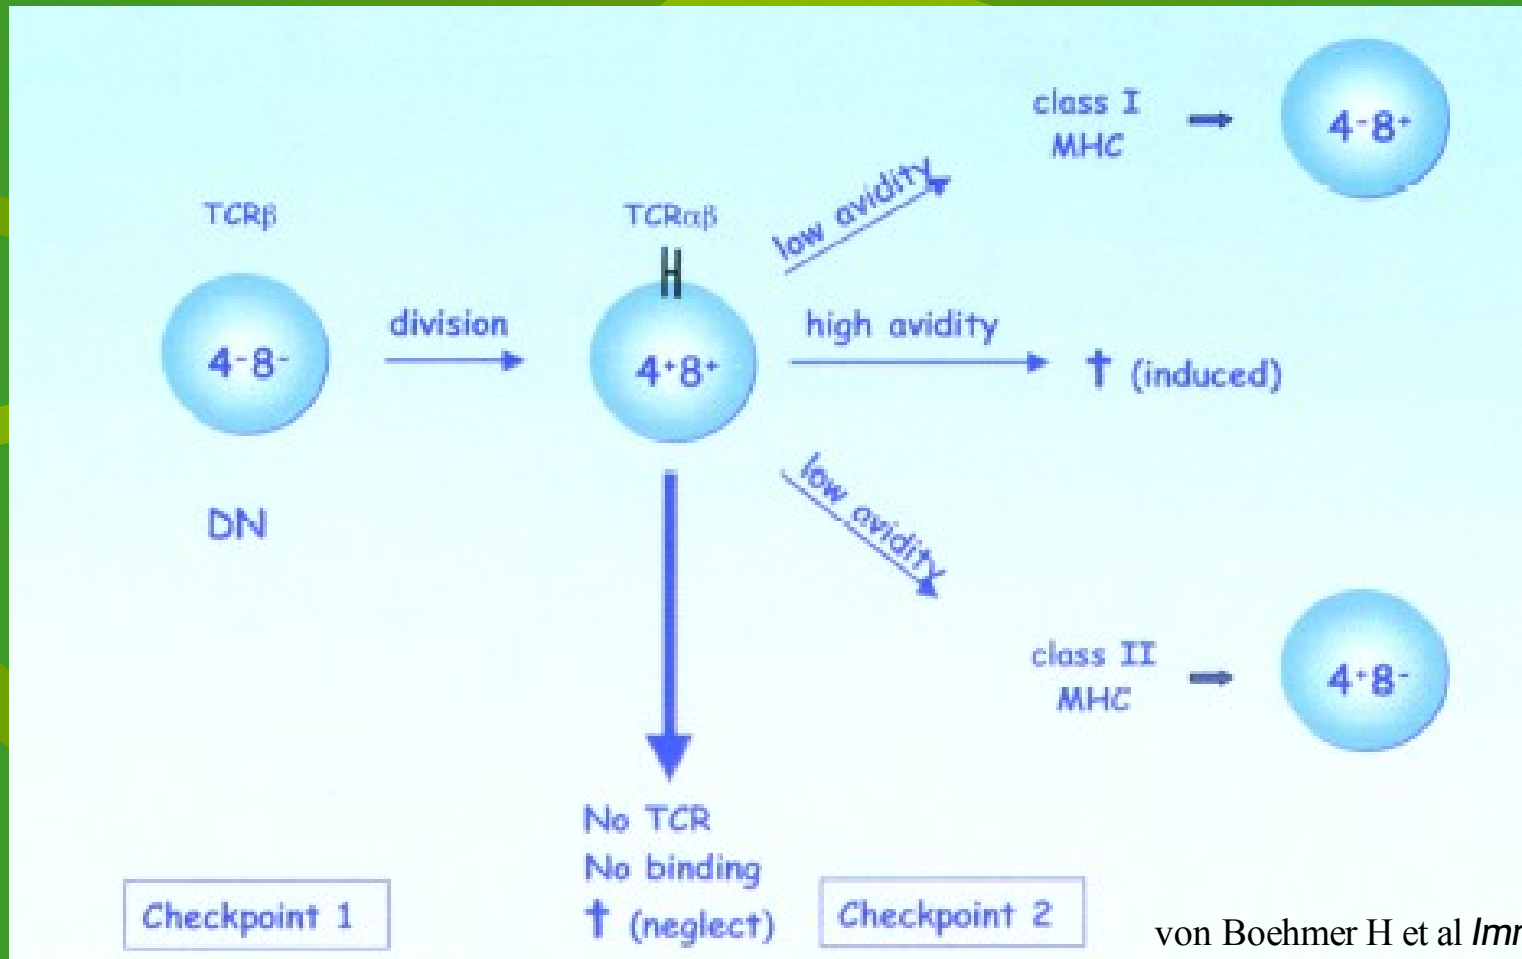 class I
MHC
4-8+
TCRβ
TCRαβ
low avidity
division
high avidity
4-8-
4+8+
† (induced)
low avidity
DN
class II
MHC
4+8-
No TCR
No binding
† (neglect)
Checkpoint 1
Checkpoint 2
von Boehmer H et al